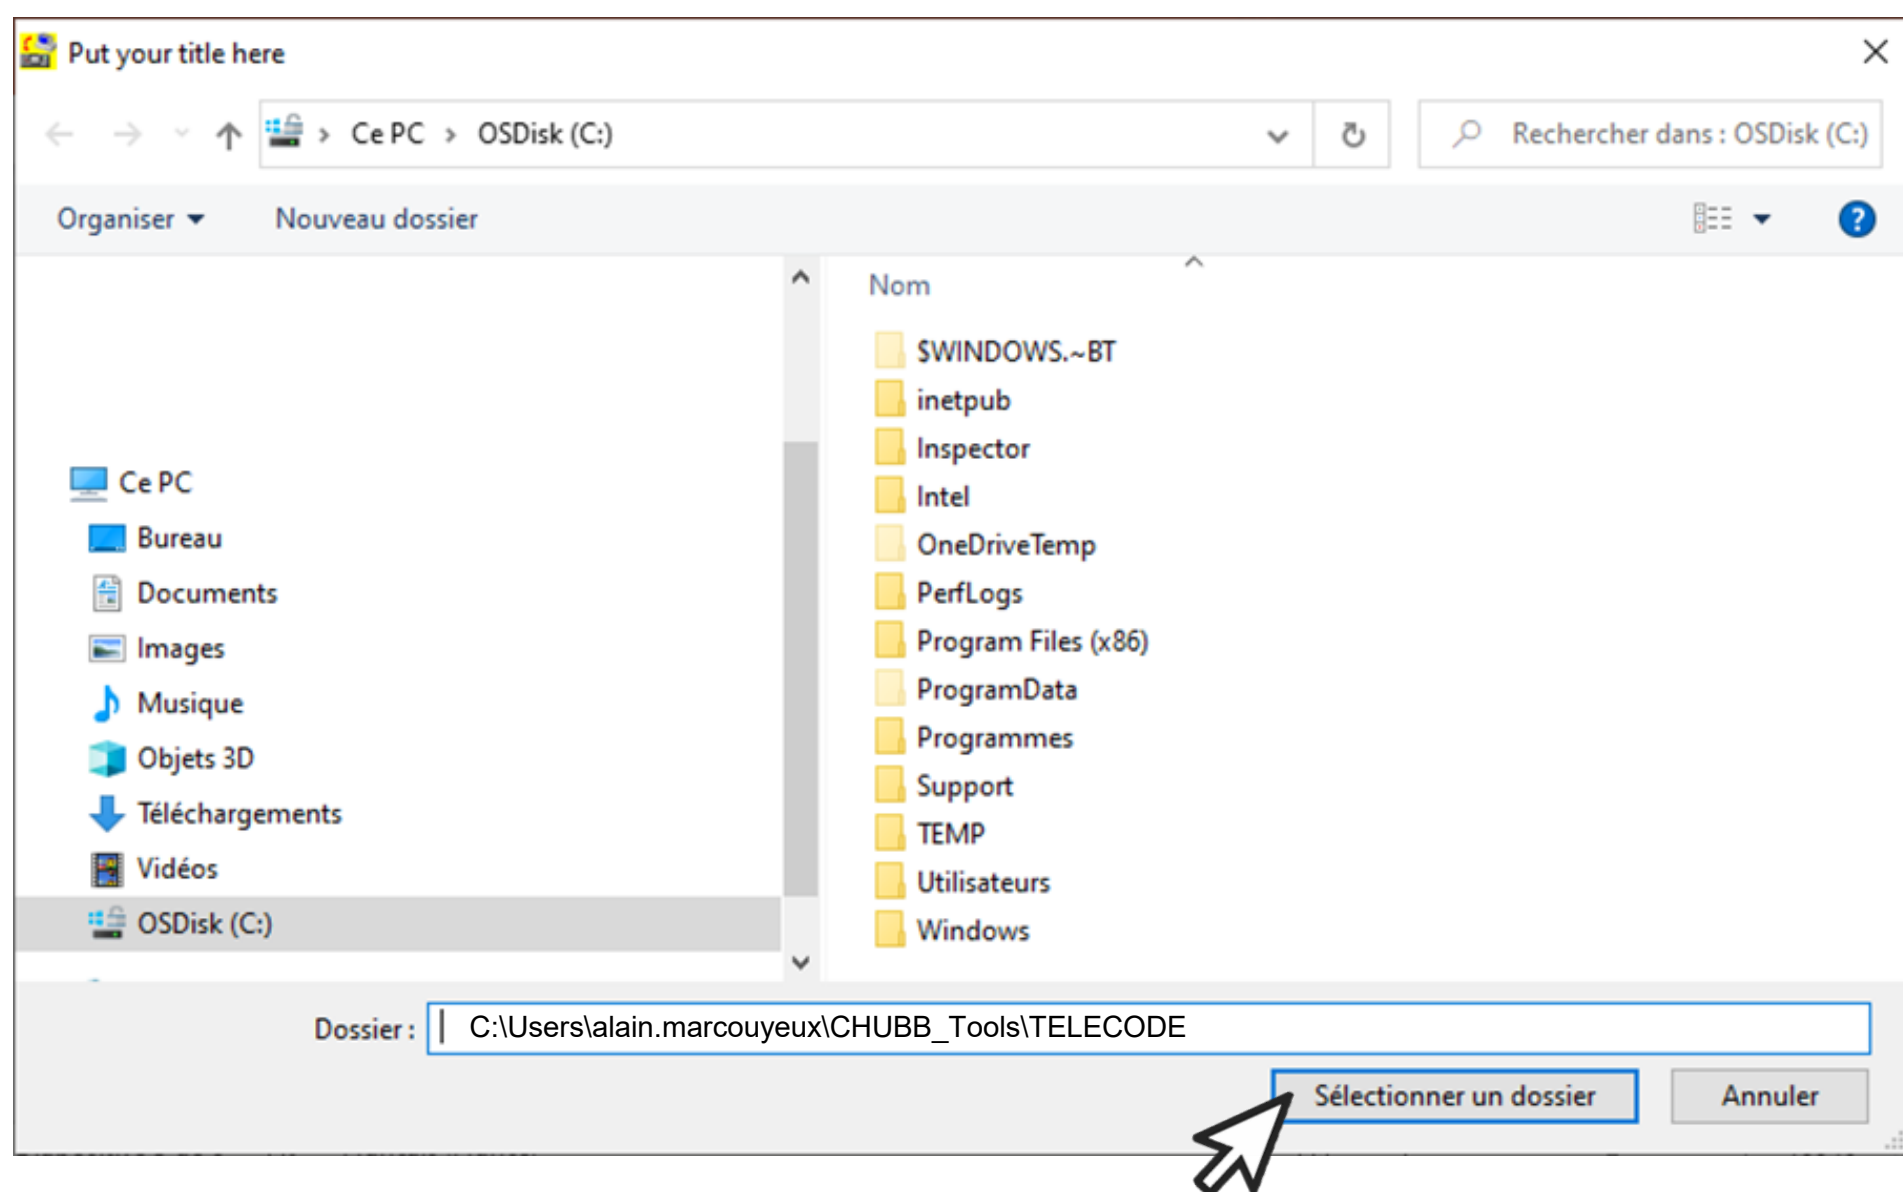 Put your title here
Ce PC > OSDisk (C:)
Rechercher dans : OSDisk (C:)
Organiser
Nouveau dossier
Nom
$WINDOWS.~BT
inetpub
Inspector
Intel
OneDriveTemp
PerfLogs
Program Files (x86)
ProgramData
Programmes
Support
TEMP
Utilisateurs
Windows
Ce PC
Bureau
Documents
Images
Musique
Objets 3D
Téléchargements
Vidéos
OSDisk (C:)
Dossier : C:\Users\alain.marcouyeux\CHUBB_Tools\TELECODE
Sélectionner un dossier
Annuler